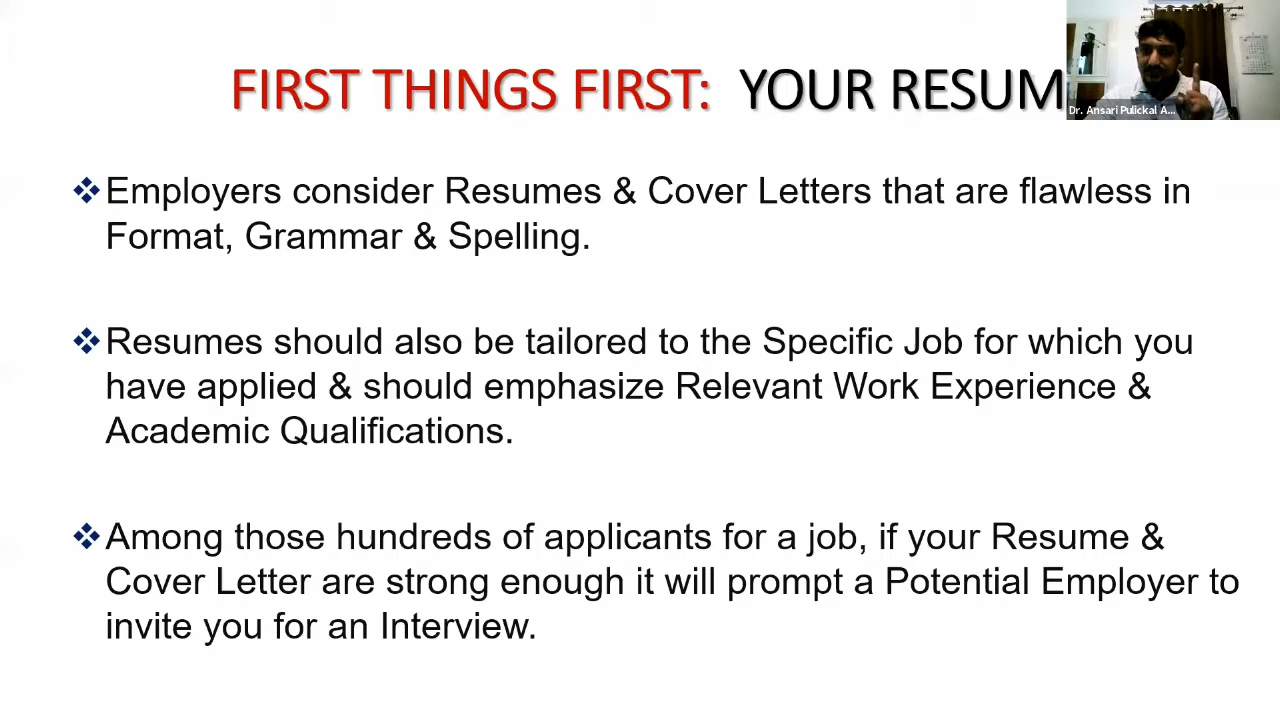 FIRST THINGS FIRST: YOUR RESUM
Dr. Ansari Pulickal A...
Employers consider Resumes & Cover Letters that are flawless in
Format, Grammar & Spelling.
Resumes should also be tailored to the Specific Job for which you
have applied & should emphasize Relevant Work Experience &
Academic Qualifications.
Among those hundreds of applicants for a job, if your Resume &
Cover Letter are strong enough it will prompt a Potential Employer to
invite you for an Interview.